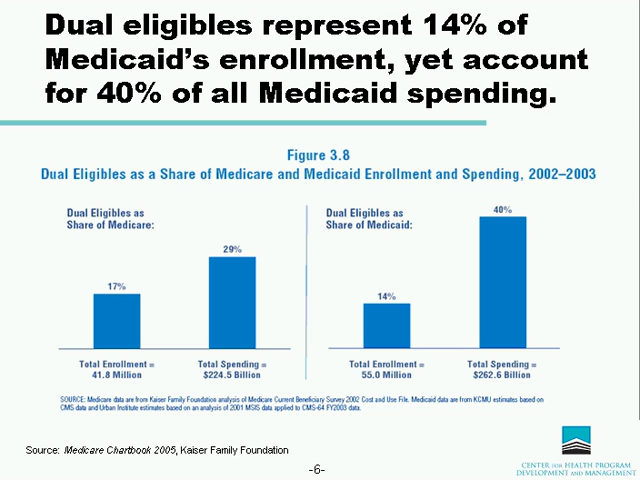 Dual eligibles represent 14% of
Medicaid’s enrollment, yet account
for 40% of all Medicaid spending.
Figure 3.8
Dual Eligibles as a Share of Medicare and Medicaid Enrollment and Spending, 2002–2003
Dual Eligibles as
Share of Medicare:
17%
29%
Total Enrollment =
41.8 Million
Total Spending =
$224.5 Billion
Dual Eligibles as
Share of Medicaid:
14%
40%
Total Enrollment =
55.0 Million
Total Spending =
$262.6 Billion
SOURCE: Medicare data are from Kaiser Family Foundation analysis of Medicare Current Beneficiary Survey 2002 Cost and Use File. Medicaid data are from KCMU estimates based on
CMS data and Urban Institute estimates based on an analysis of 2001 MSIS data applied to CMS-64 FY2003 data.
Source: Medicare Chartbook 2005, Kaiser Family Foundation
-6-
CENTER FOR HEALTH PROGRAM
DEVELOPMENT AND MANAGEMENT